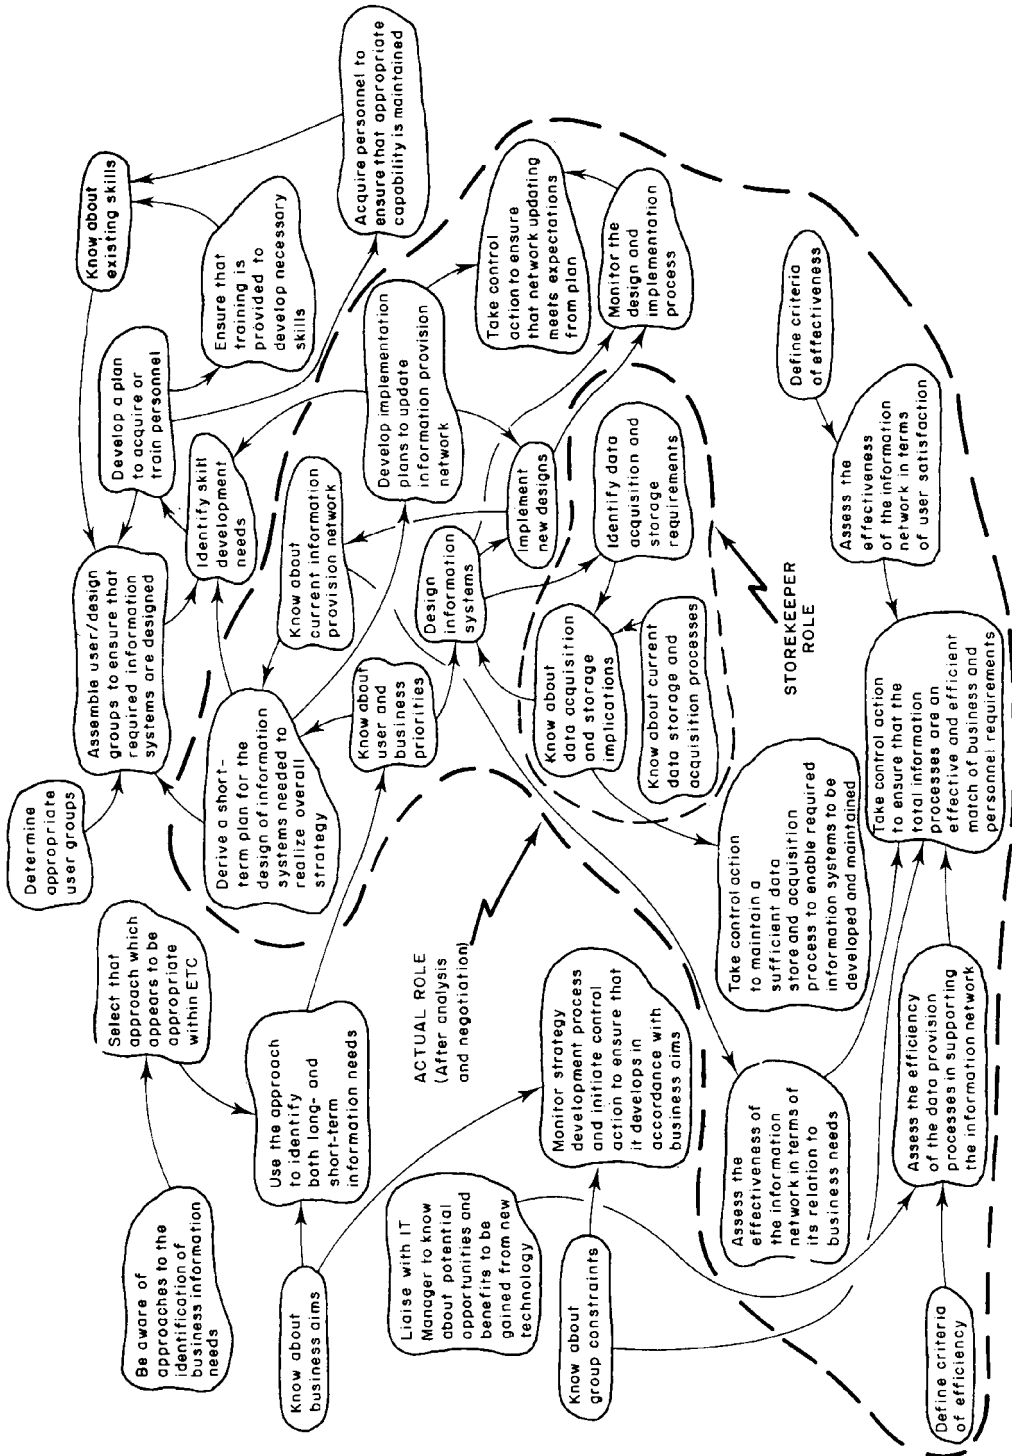 Be aware of
approaches to the
identification of
business information
needs
Select that
approach which
appears to be
appropriate
within ETC
Determine
appropriate
user groups
Assemble user/design
groups to ensure that
required information
systems are designed
Develop a plan
to acquire or
train personnel
Know about
existing skills
Know about
business aims
Use the approach
to identify
both long- and
short-term
information needs
Derive a short-
term plan for the
design of information
systems needed to
realize overall
strategy
Identify skill
development
needs
Ensure that
training is
provided to
develop necessary
skills
Know about
current information
provision network
Know about
user and
business
priorities
Develop implementation
plans to update
information provision
network
Acquire personnel to
ensure that appropriate
capability is maintained
Liaise with IT
Manager to know
about potential
opportunities and
benefits to be
gained from new
technology
ACTUAL ROLE
(After analysis
and negotiation)
Design
information
systems
Implement
new designs
Take control
action to ensure
that network updating
meets expectations
from plan
Know about
group constraints
Monitor strategy
development process
and initiate control
action to ensure that
it develops in
accordance with
business aims
Know about
data acquisition
and storage
implications
Identify data
acquisition and
storage
requirements
Monitor the
design and
implementation
process
Know about current
data storage and
acquisition processes
Assess the
effectiveness of
the information
network in terms of
its relation to
business needs
Take control action
to maintain a
sufficient data
store and acquisition
process to enable required
information systems to be
developed and maintained
STOREKEEPER
ROLE
Define criteria
of effectiveness
Assess the
effectiveness
of the information
network in terms
of user satisfaction
Define criteria
of efficiency
Assess the efficiency
of the data provision
processes in supporting
the information network
Take control action
to ensure that the
total information
processes are an
effective and efficient
match of business and
personnel requirements